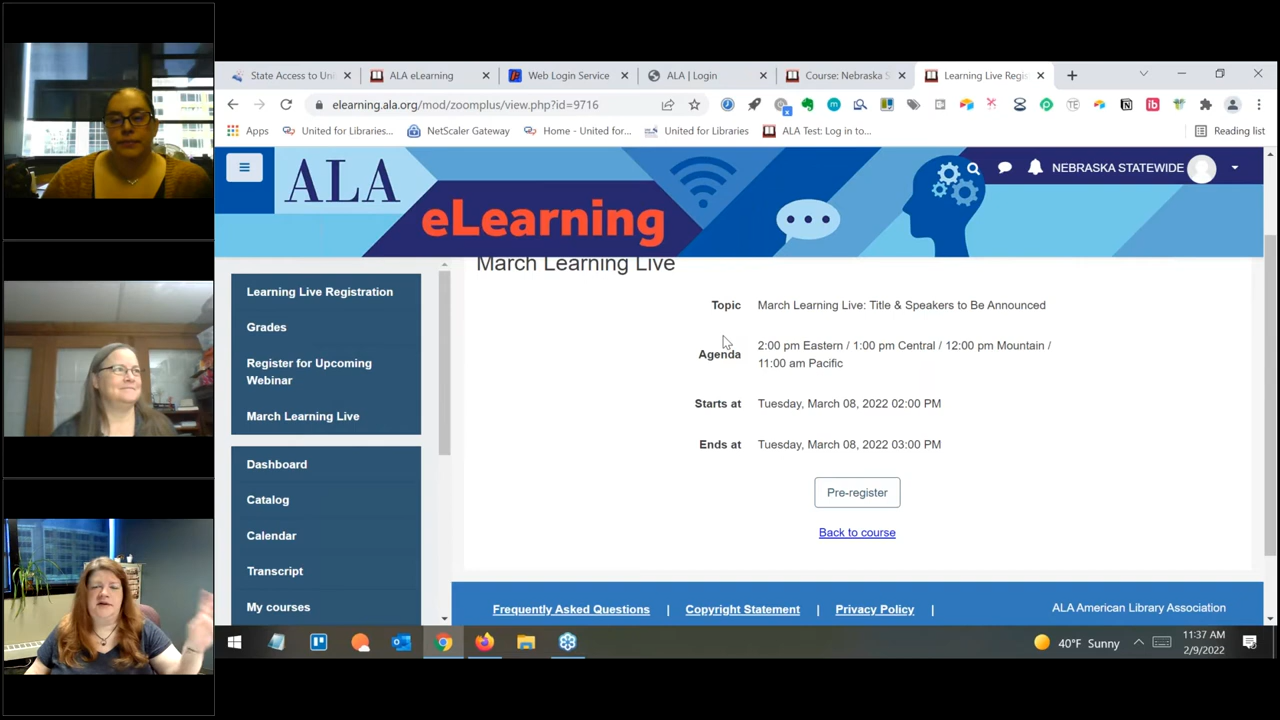 State Access to Uni
ALA eLearning
Web Login Service
ALA | Login
Course: Nebraska S
Learning Live Regis
elearning.ala.org/mod/zoomplus/view.php?id=9716
Apps
United for Libraries...
NetScaler Gateway
Home - United for...
United for Libraries
ALA Test: Log in to...
Reading list
ALA
eLearning
NEBRASKA STATEWIDE
Learning Live Registration
Grades
Register for Upcoming
Webinar
March Learning Live
Dashboard
Catalog
Calendar
Transcript
My courses
March Learning Live
Topic March Learning Live: Title & Speakers to Be Announced
Agenda 2:00 pm Eastern / 1:00 pm Central / 12:00 pm Mountain /
11:00 am Pacific
Starts at Tuesday, March 08, 2022 02:00 PM
Ends at Tuesday, March 08, 2022 03:00 PM
Pre-register
Back to course
Frequently Asked Questions | Copyright Statement | Privacy Policy |
ALA American Library Association
40°F Sunny
11:37 AM
2/9/2022